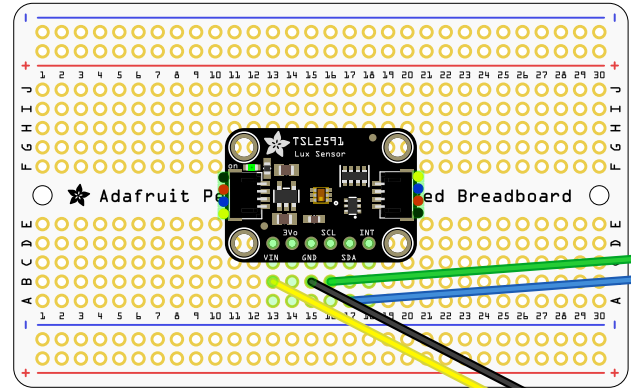 - -
+ +
1 2 3 4 5 6 7 8 9 10 11 12 13 14 15 16 17 18 19 20 21 22 23 24 25 26 27 28 29 30
J J
I I
H H
G G
F F
TSL2591
Lux Sensor
on
Adafruit Pe ed Breadboard
E E
D D
3Vo SCL INT
VIN GND SDA
C
B B
A A
1 2 3 4 5 6 7 8 9 10 11 12 13 14 15 16 17 18 19 20 21 22 23 24 25 26 27 28 29 30
- -
+ +